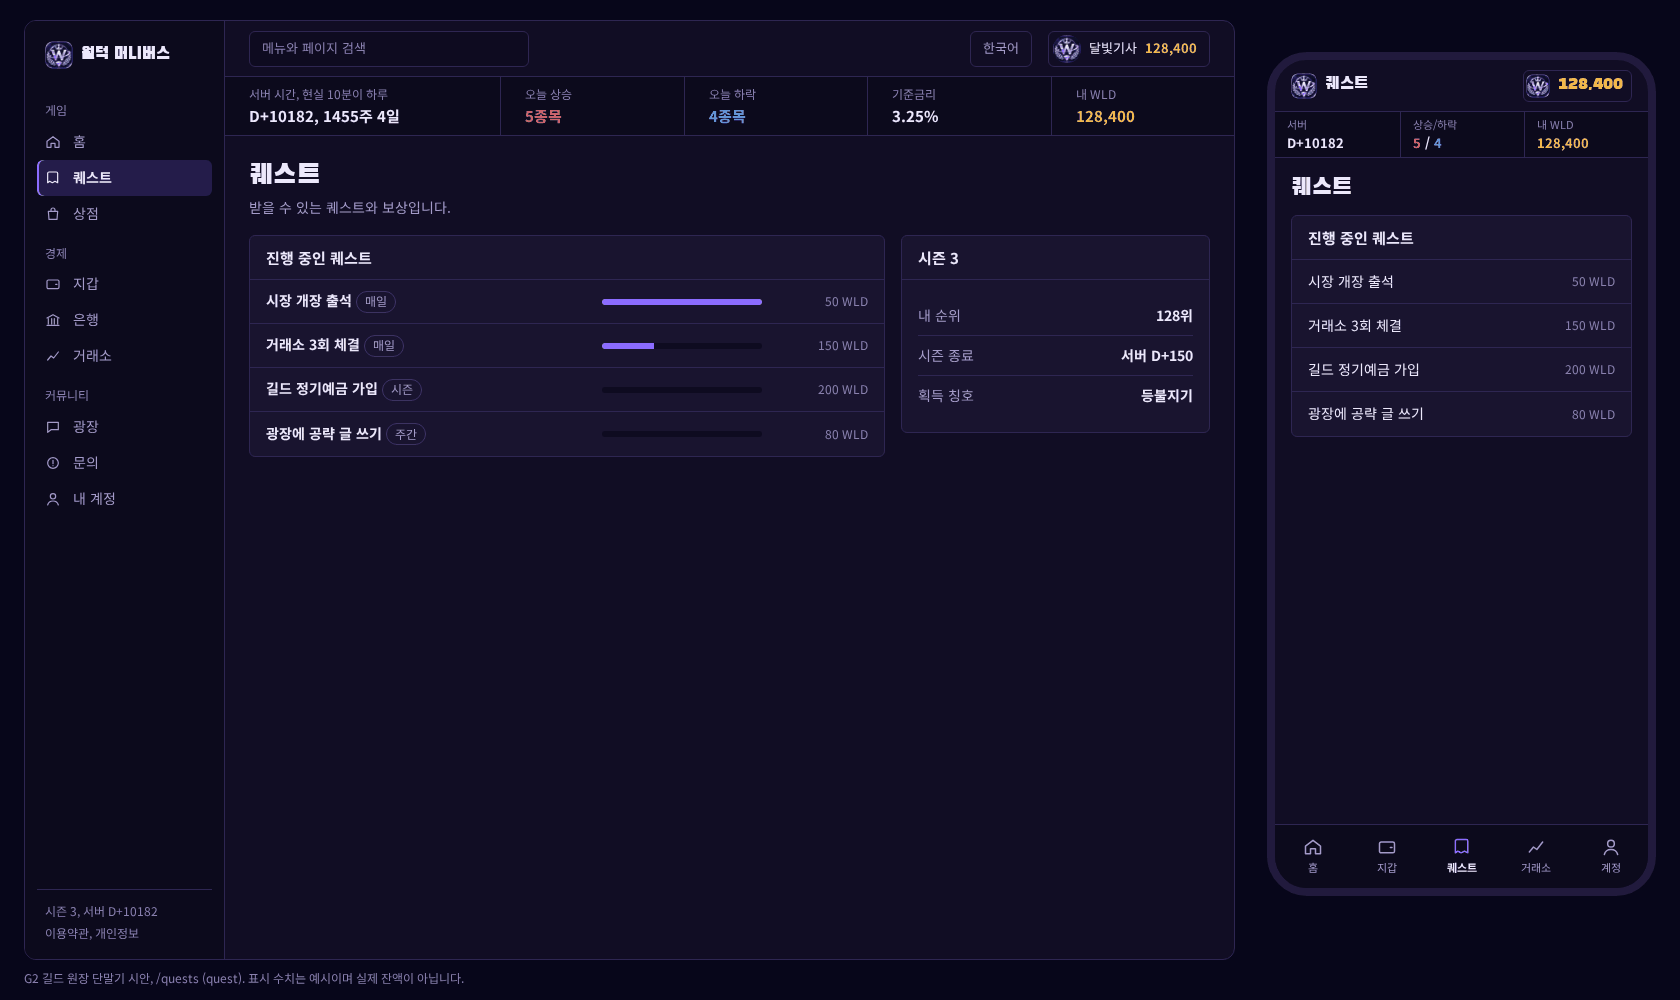 월덕 머니버스
게임
홈
퀘스트
상점
경제
지갑
은행
거래소
커뮤니티
광장
문의
내 계정
시즌 3, 서버 D+10182
이용약관, 개인정보
메뉴와 페이지 검색
한국어
달빛기사 128,400
서버 시간, 현실 10분이 하루
D+10182, 1455주 4일
오늘 상승
5종목
오늘 하락
4종목
기준금리
3.25%
내 WLD
128,400
퀘스트
받을 수 있는 퀘스트와 보상입니다.
진행 중인 퀘스트
시장 개장 출석 매일 50 WLD
거래소 3회 체결 매일 150 WLD
길드 정기예금 가입 시즌 200 WLD
광장에 공략 글 쓰기 주간 80 WLD
시즌 3
내 순위 128위
시즌 종료 서버 D+150
획득 칭호 등불지기
G2 길드 원장 단말기 시안, /quests (quest). 표시 수치는 예시이며 실제 잔액이 아닙니다.
퀘스트
128,400
서버
D+10182
상승/하락
5 / 4
내 WLD
128,400
퀘스트
진행 중인 퀘스트
시장 개장 출석 50 WLD
거래소 3회 체결 150 WLD
길드 정기예금 가입 200 WLD
광장에 공략 글 쓰기 80 WLD
홈
지갑
퀘스트
거래소
계정